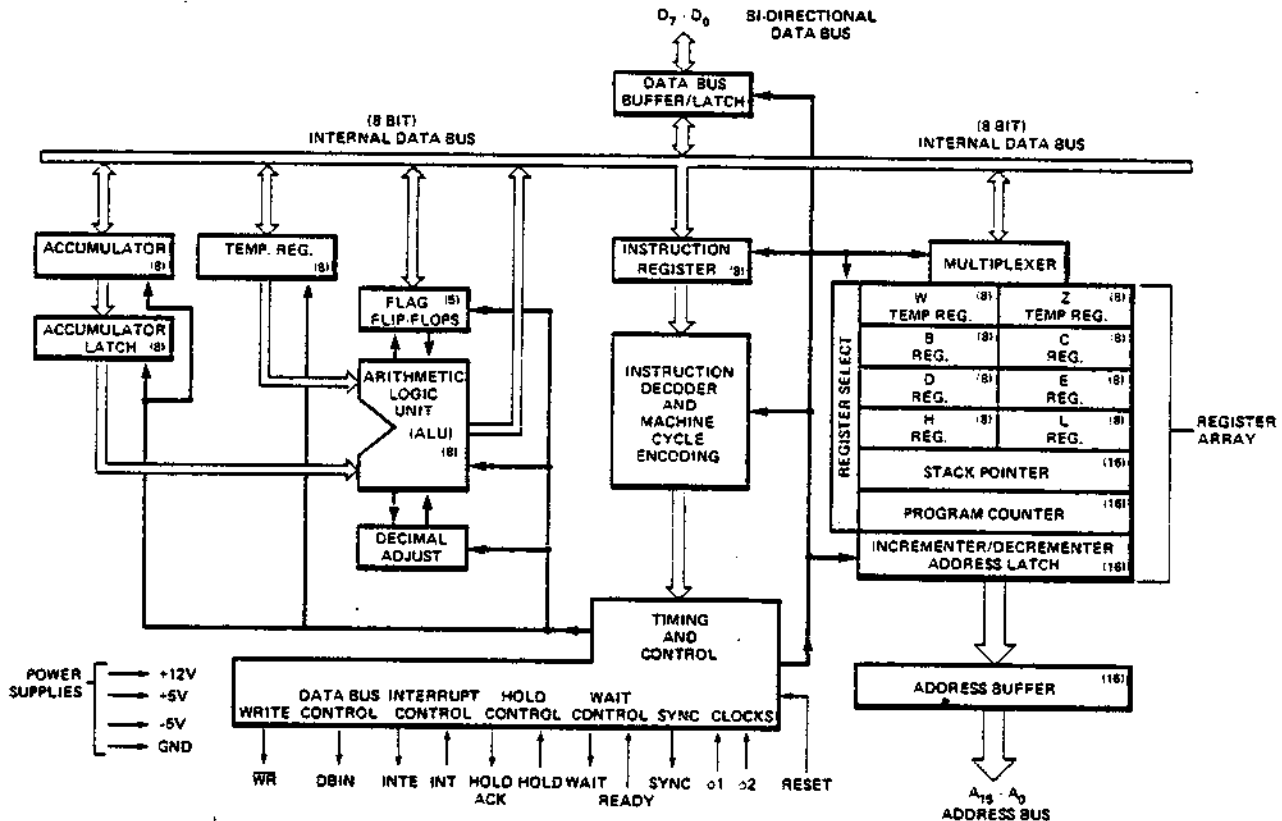 D7 - D0 BI-DIRECTIONAL
DATA BUS
DATA BUS
BUFFER/LATCH
(8 BIT)
INTERNAL DATA BUS
(8 BIT)
INTERNAL DATA BUS
ACCUMULATOR
(8)
TEMP. REG.
(8)
ACCUMULATOR
LATCH (8)
FLAG (5)
FLIP-FLOPS
ARITHMETIC
LOGIC
UNIT
(ALU)
(8)
DECIMAL
ADJUST
INSTRUCTION
REGISTER (8)
INSTRUCTION
DECODER
AND
MACHINE
CYCLE
ENCODING
MULTIPLEXER
REGISTER SELECT
W (8)
TEMP REG.
Z (8)
TEMP REG.
B (8)
REG.
C (8)
REG.
D (8)
REG.
E (8)
REG.
H (8)
REG.
L (8)
REG.
STACK POINTER (16)
PROGRAM COUNTER (16)
INCREMENTER/DECREMENTER
ADDRESS LATCH (16)
REGISTER
ARRAY
TIMING
AND
CONTROL
WRITE
DATA BUS
CONTROL
INTERRUPT
CONTROL
HOLD
CONTROL
WAIT
CONTROL
SYNC
CLOCKS
POWER
SUPPLIES
+12V
+5V
-5V
GND
WR
DBIN
INTE
INT
HOLD
ACK
HOLD
WAIT
READY
SYNC
ϕ1
ϕ2
RESET
ADDRESS BUFFER (16)
A15 - A0
ADDRESS BUS